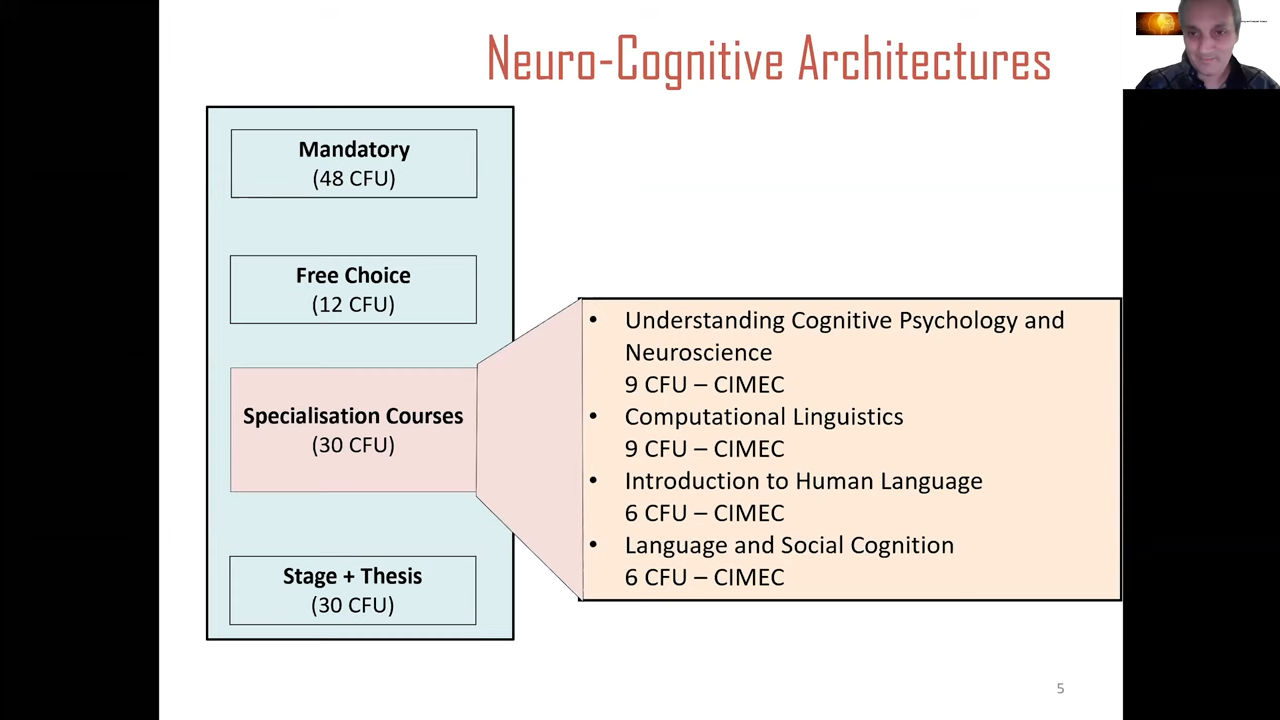 Neuro-Cognitive Architectures
Mandatory
(48 CFU)
Free Choice
(12 CFU)
Specialisation Courses
(30 CFU)
Stage + Thesis
(30 CFU)
• Understanding Cognitive Psychology and
Neuroscience
9 CFU – CIMEC
• Computational Linguistics
9 CFU – CIMEC
• Introduction to Human Language
6 CFU – CIMEC
• Language and Social Cognition
6 CFU – CIMEC
5